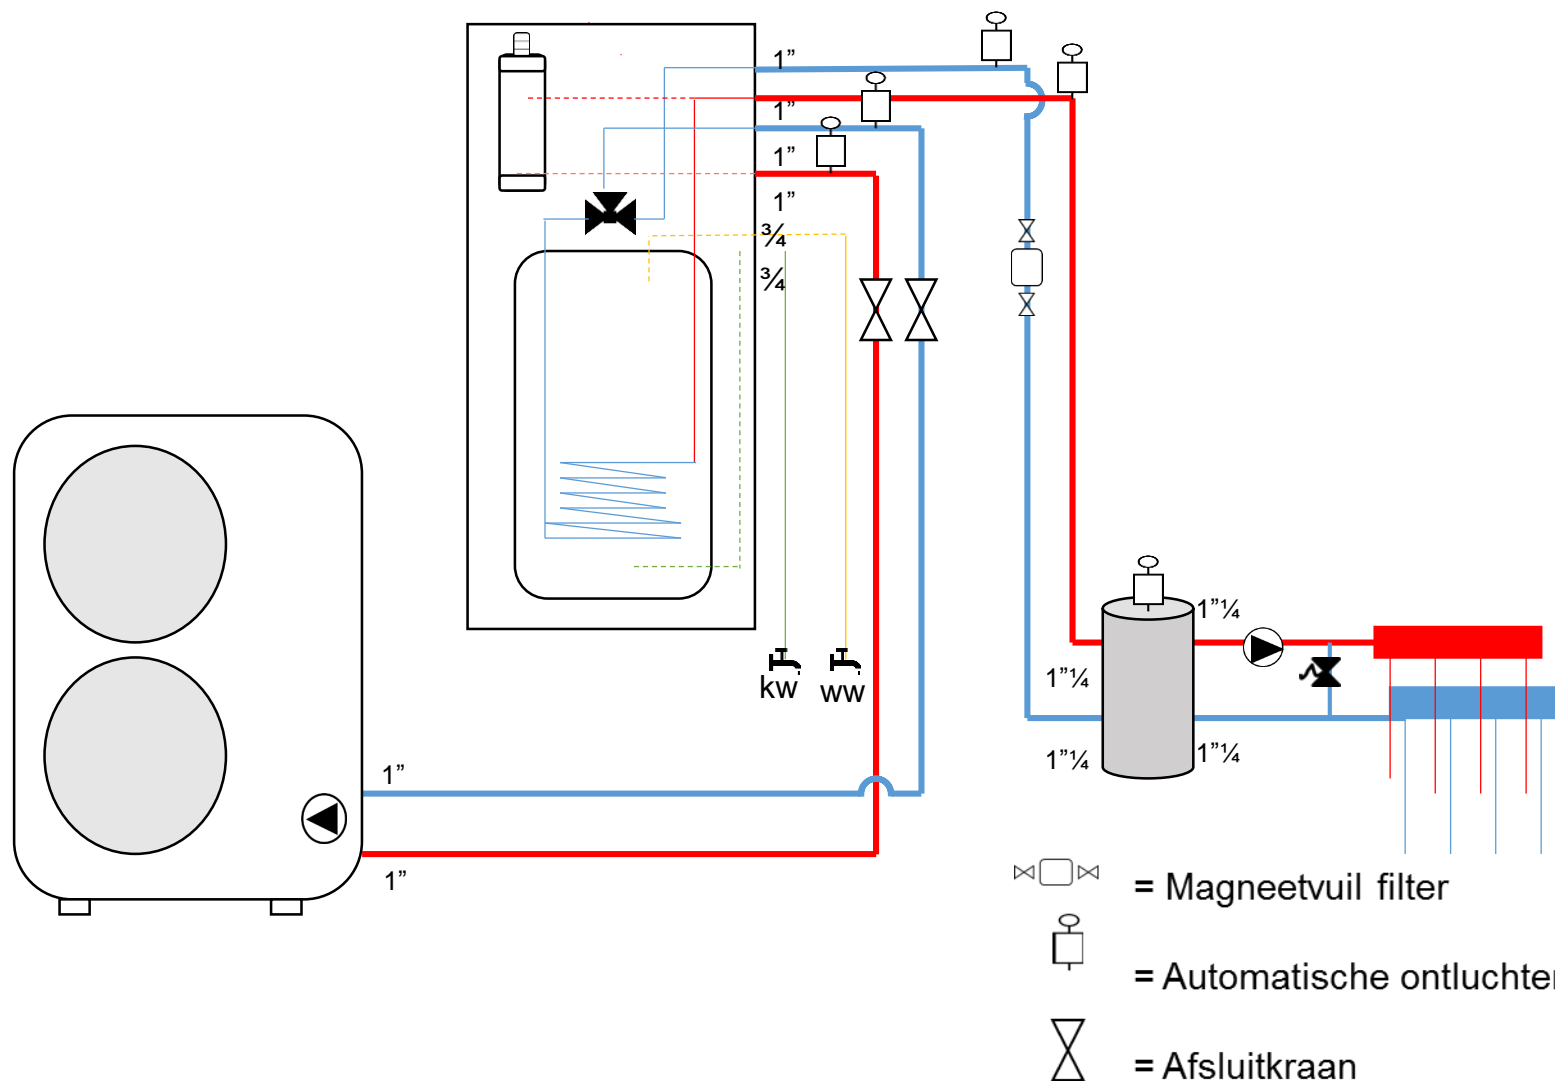 1”
1”
1”
1”
¾
¾
kw
ww
1”
1”
1”¼
1”¼
1”¼
1”¼
= Magneetvuil filter
= Automatische ontluchter
= Afsluitkraan